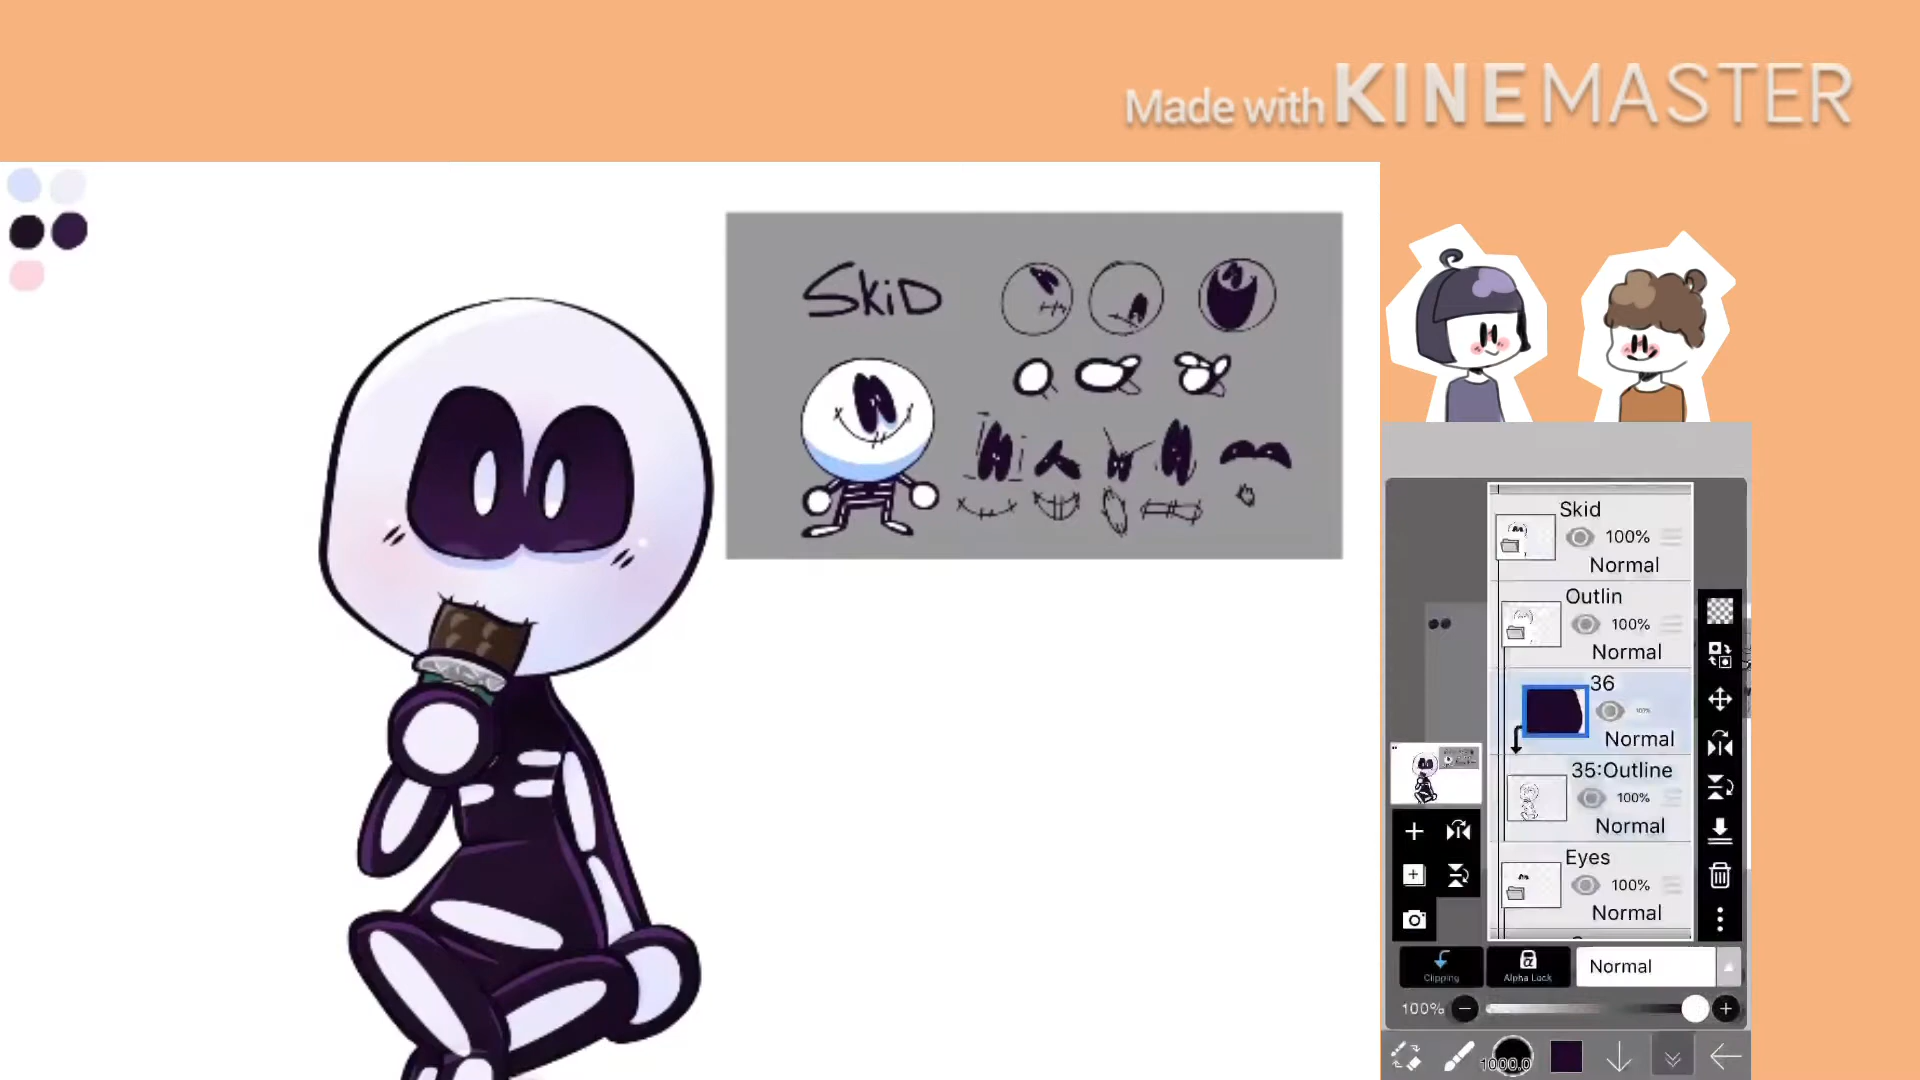 Made with KINEMASTER
SkiD
Skid
100%
Normal
Outlin
100%
Normal
36
100%
Normal
35:Outline
100%
Normal
Eyes
100%
Normal
Clipping
α
Alpha Lock
Normal
100%
1000.0